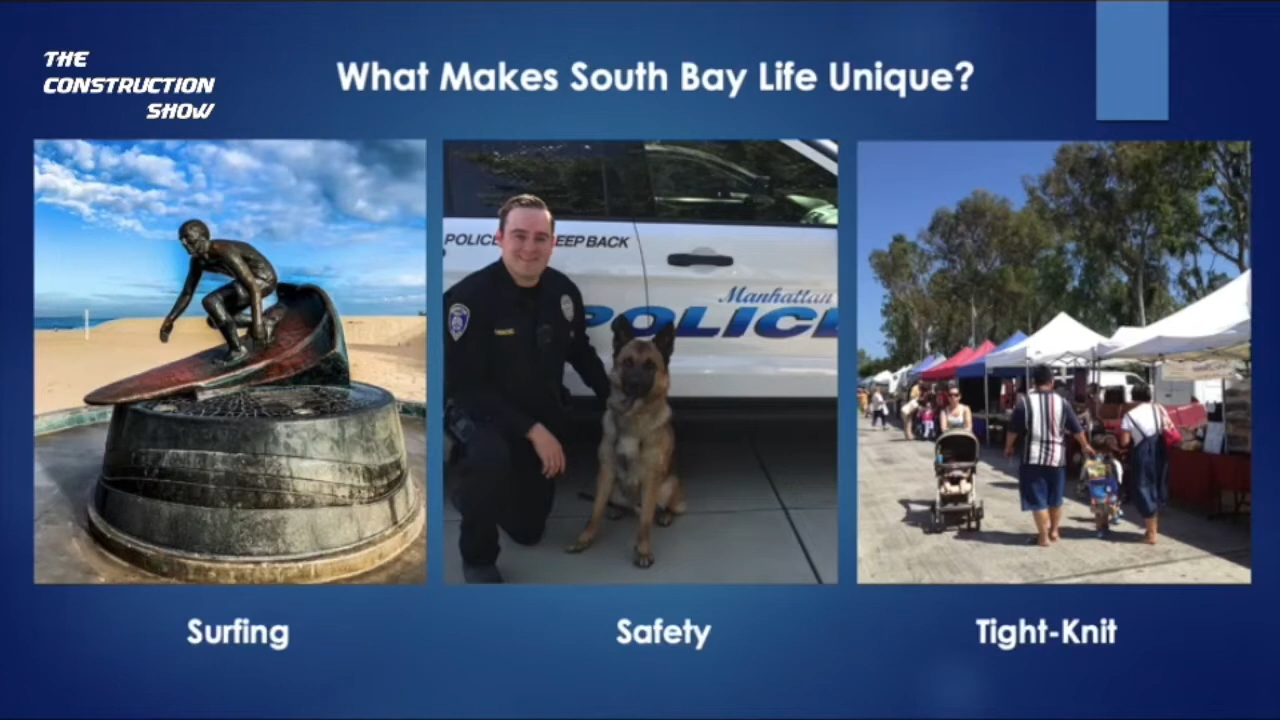 THE
CONSTRUCTION
SHOW
What Makes South Bay Life Unique?
POLICE
EEP BACK
Manhattan
POLICE
Surfing
Safety
Tight-Knit